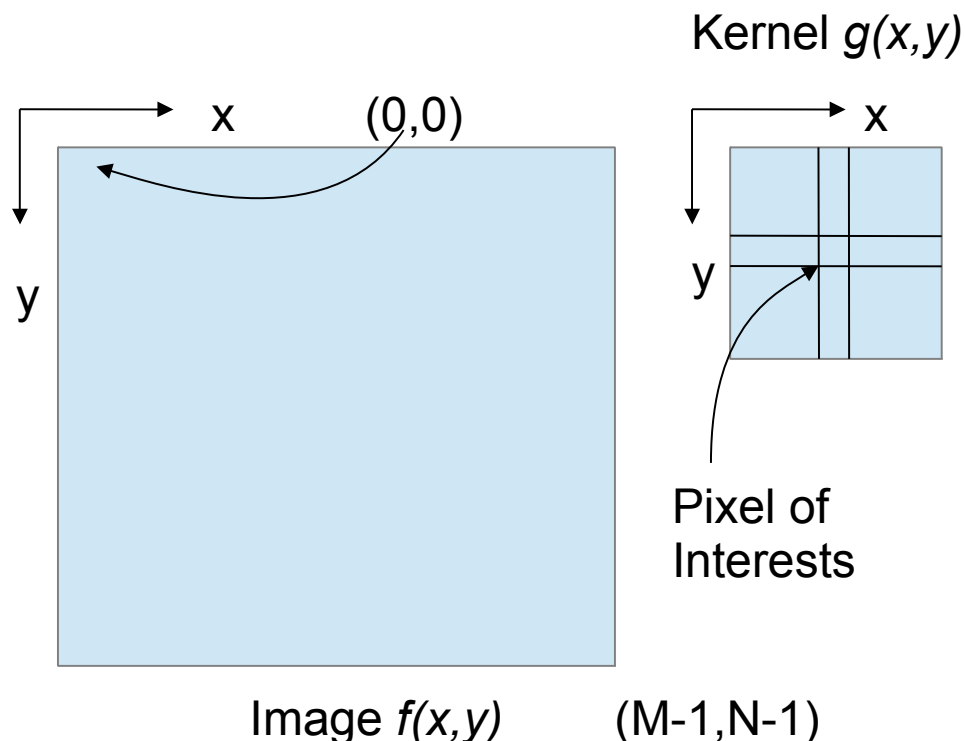 Kernel g(x,y)
x
(0,0)
x
y
y
Pixel of
Interests
Image f(x,y)
(M-1,N-1)